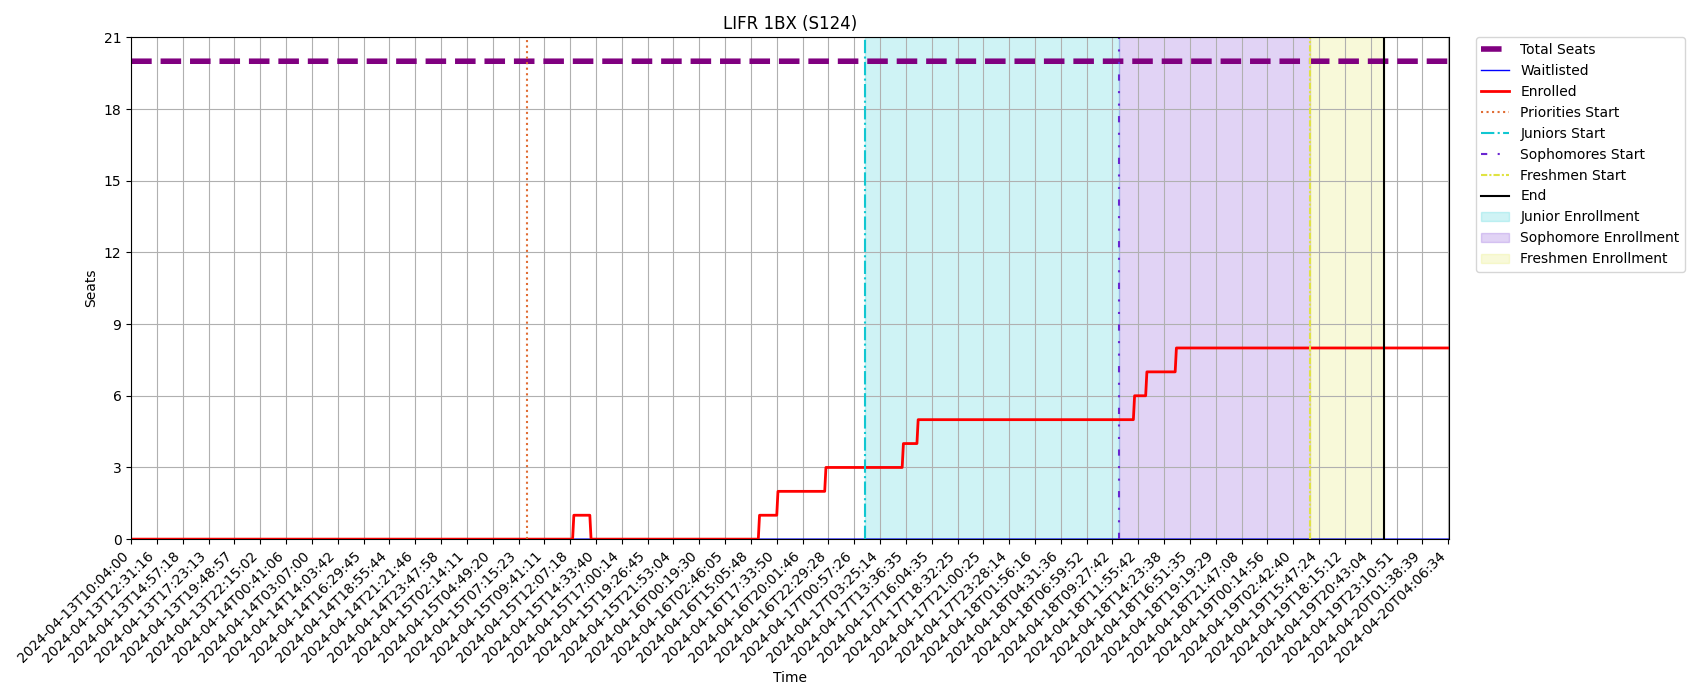 LIFR 1BX (S124)
21
18
15
12
9
6
3
0
Seats
2024-04-13T10:04:00
2024-04-13T12:31:16
2024-04-13T14:57:18
2024-04-13T17:23:13
2024-04-13T19:48:57
2024-04-13T22:15:02
2024-04-14T00:41:06
2024-04-14T03:07:00
2024-04-14T14:03:42
2024-04-14T16:29:45
2024-04-14T18:55:44
2024-04-14T21:21:46
2024-04-14T23:47:58
2024-04-15T02:14:11
2024-04-15T04:49:20
2024-04-15T07:15:23
2024-04-15T09:41:11
2024-04-15T12:07:18
2024-04-15T14:33:40
2024-04-15T17:00:14
2024-04-15T19:26:45
2024-04-15T21:53:04
2024-04-16T00:19:30
2024-04-16T02:46:05
2024-04-16T15:05:48
2024-04-16T17:33:50
2024-04-16T20:01:46
2024-04-16T22:29:28
2024-04-17T00:57:26
2024-04-17T03:25:14
2024-04-17T13:36:35
2024-04-17T16:04:35
2024-04-17T18:32:25
2024-04-17T21:00:25
2024-04-17T23:28:14
2024-04-18T01:56:16
2024-04-18T04:31:36
2024-04-18T06:59:52
2024-04-18T09:27:42
2024-04-18T11:55:42
2024-04-18T14:23:38
2024-04-18T16:51:35
2024-04-18T19:19:29
2024-04-18T21:47:08
2024-04-19T00:14:56
2024-04-19T02:42:40
2024-04-19T15:47:24
2024-04-19T18:15:12
2024-04-19T20:43:04
2024-04-19T23:10:51
2024-04-20T01:38:39
2024-04-20T04:06:34
Time
Total Seats
Waitlisted
Enrolled
Priorities Start
Juniors Start
Sophomores Start
Freshmen Start
End
Junior Enrollment
Sophomore Enrollment
Freshmen Enrollment